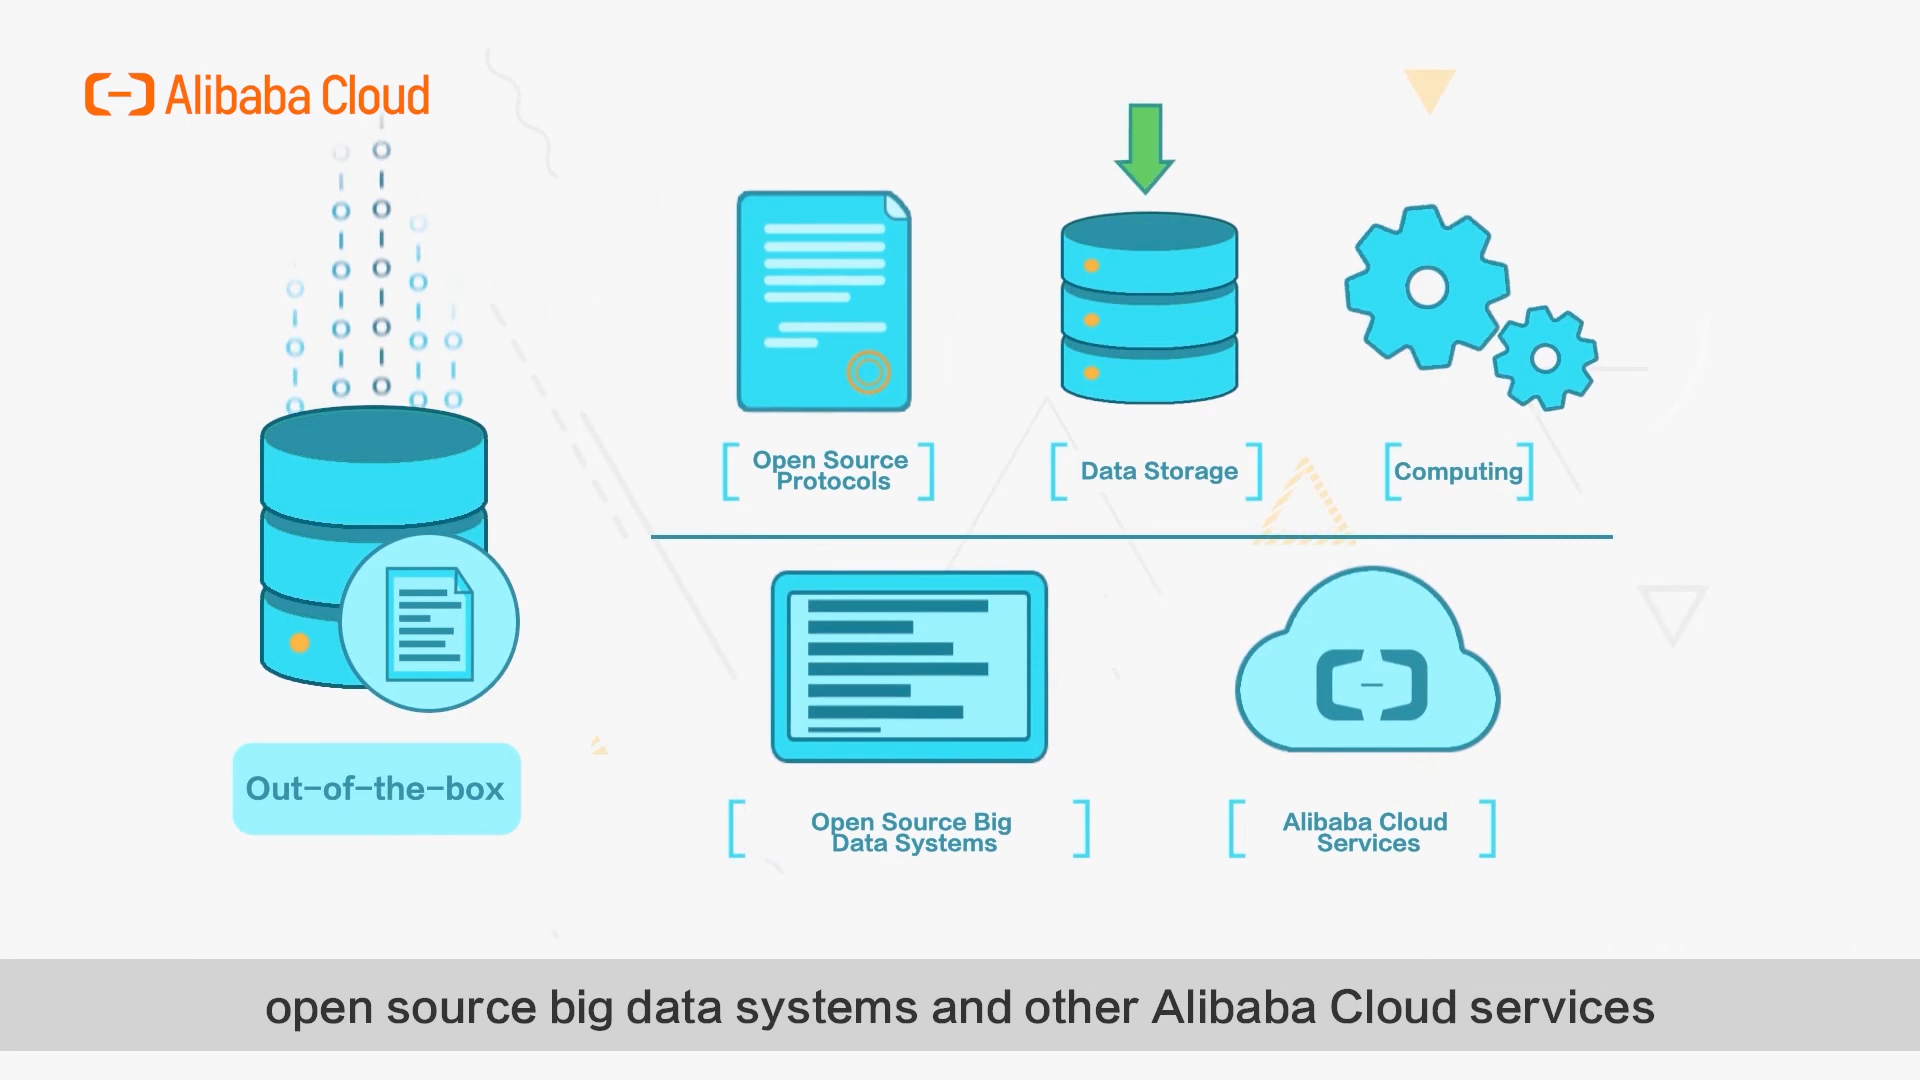 Alibaba Cloud
Open Source
Protocols
Data Storage
Computing
Out-of-the-box
Open Source Big
Data Systems
Alibaba Cloud
Services
open source big data systems and other Alibaba Cloud services